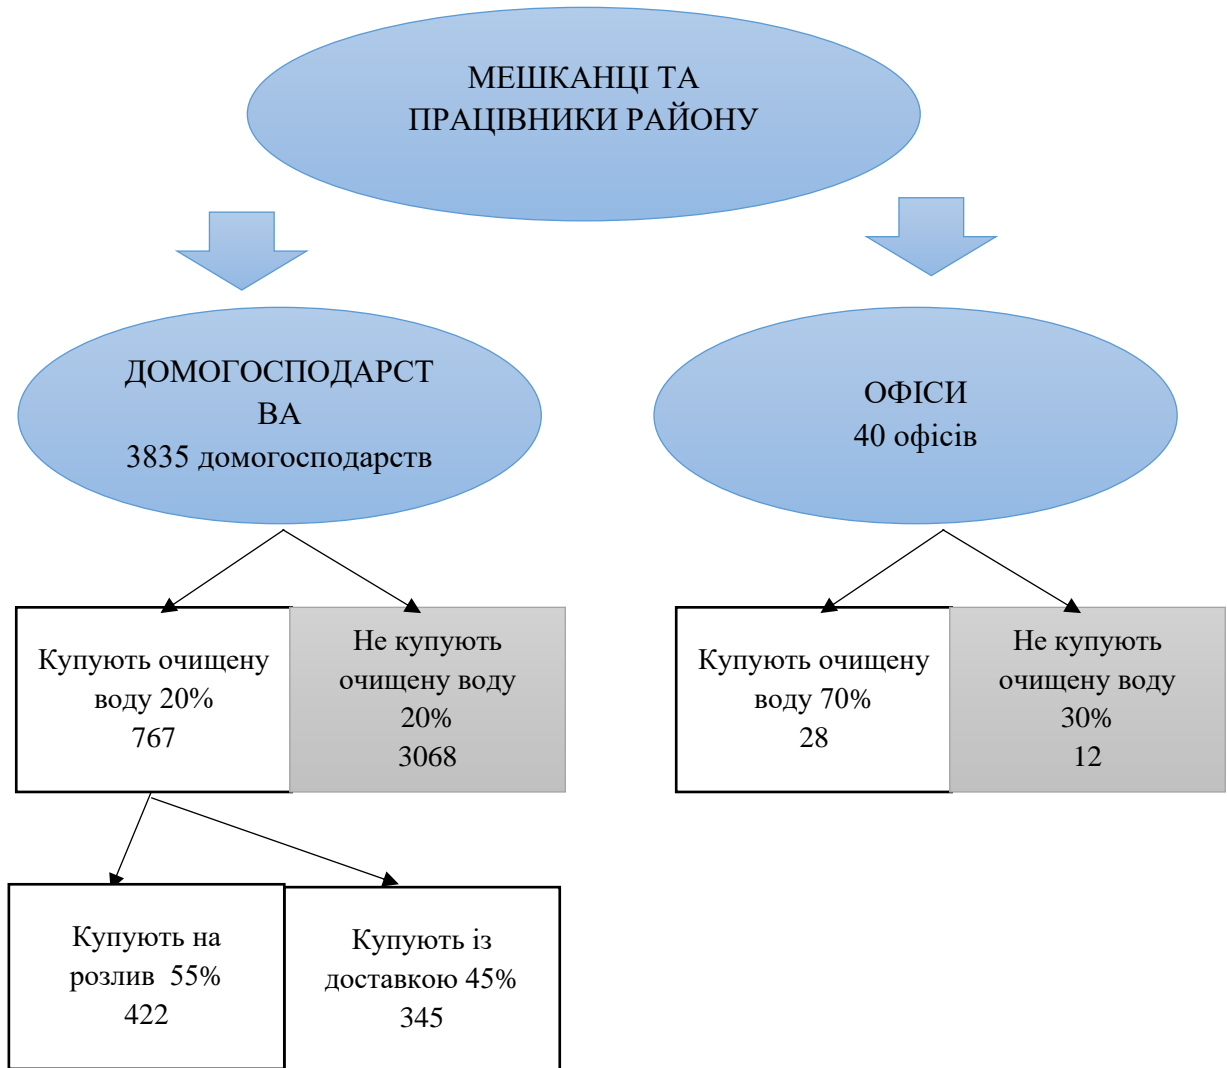 МЕШКАНЦІ ТА
ПРАЦІВНИКИ РАЙОНУ
ДОМОГОСПОДАРСТ
ВА
3835 домогосподарств
ОФІСИ
40 офісів
Купують очищену
воду 20%
767
Не купують
очищену воду
20%
3068
Купують очищену
воду 70%
28
Не купують
очищену воду
30%
12
Купують на
розлив  55%
422
Купують із
доставкою 45%
345